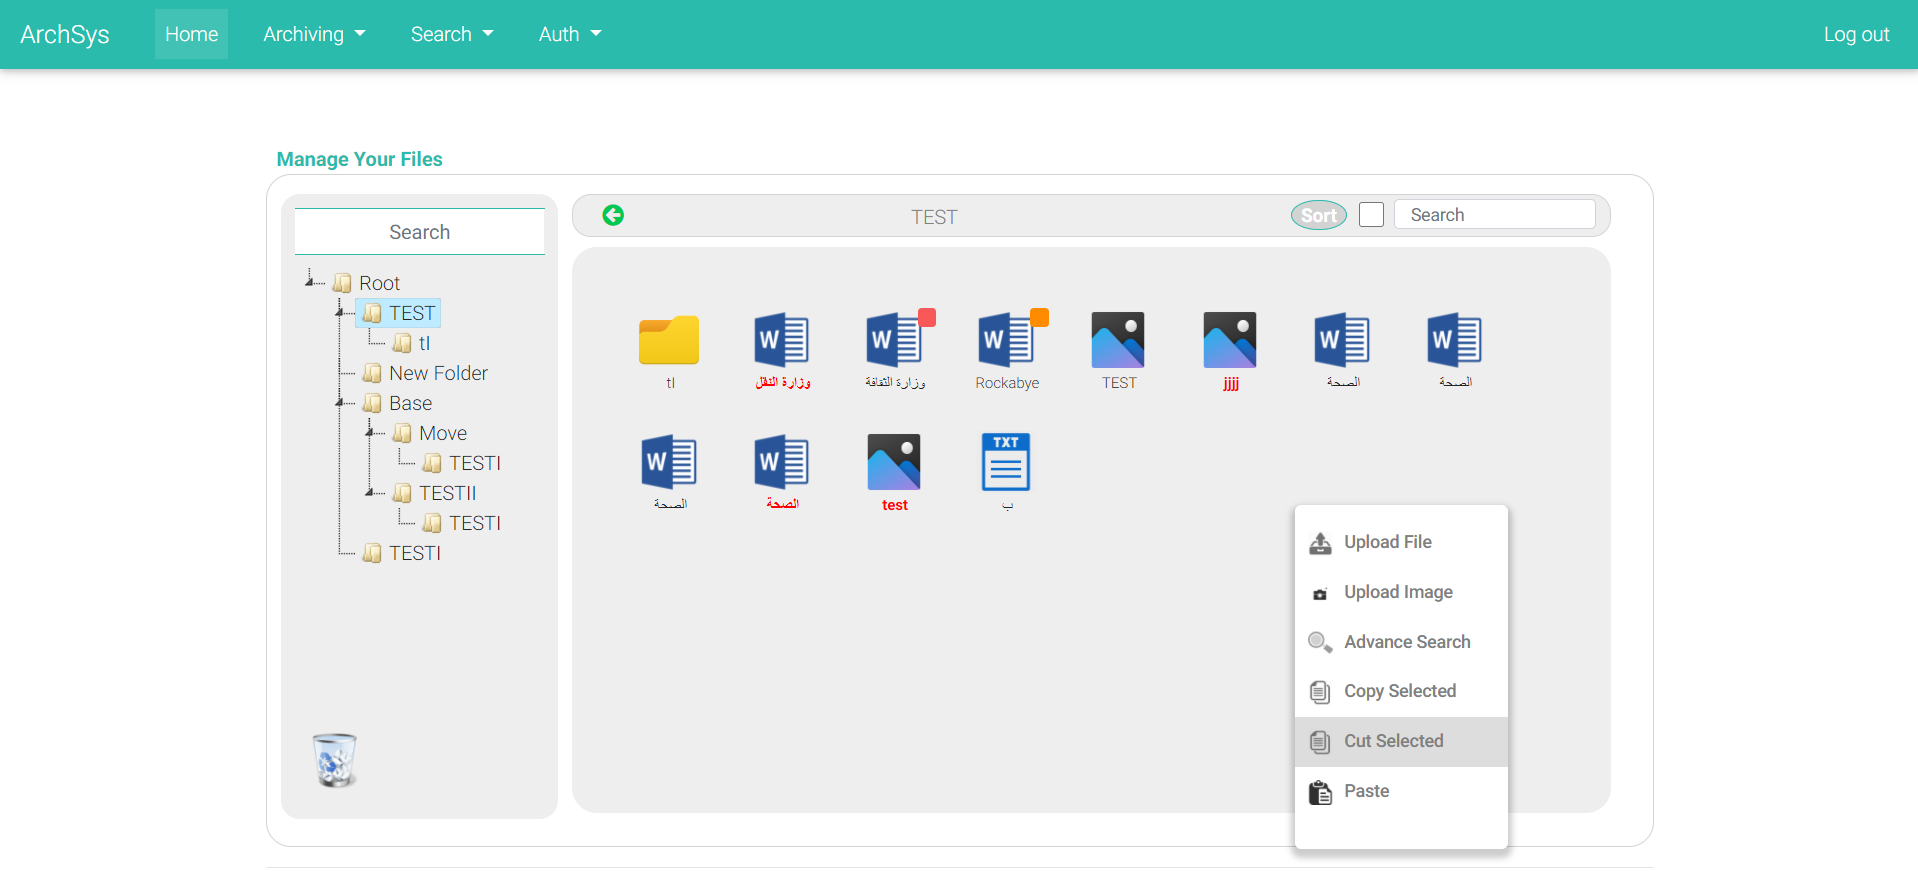 ArchSys Home Archiving Search Auth Log out
Manage Your Files
Search
Root
TEST
tl
New Folder
Base
Move
TESTI
TESTII
TESTI
TESTI
TEST Sort Search
tl وزارة النقل وزارة الثقافة Rockabye TEST jjjj الصحة الصحة
الصحة الصحة test TXT ب
Upload File
Upload Image
Advance Search
Copy Selected
Cut Selected
Paste